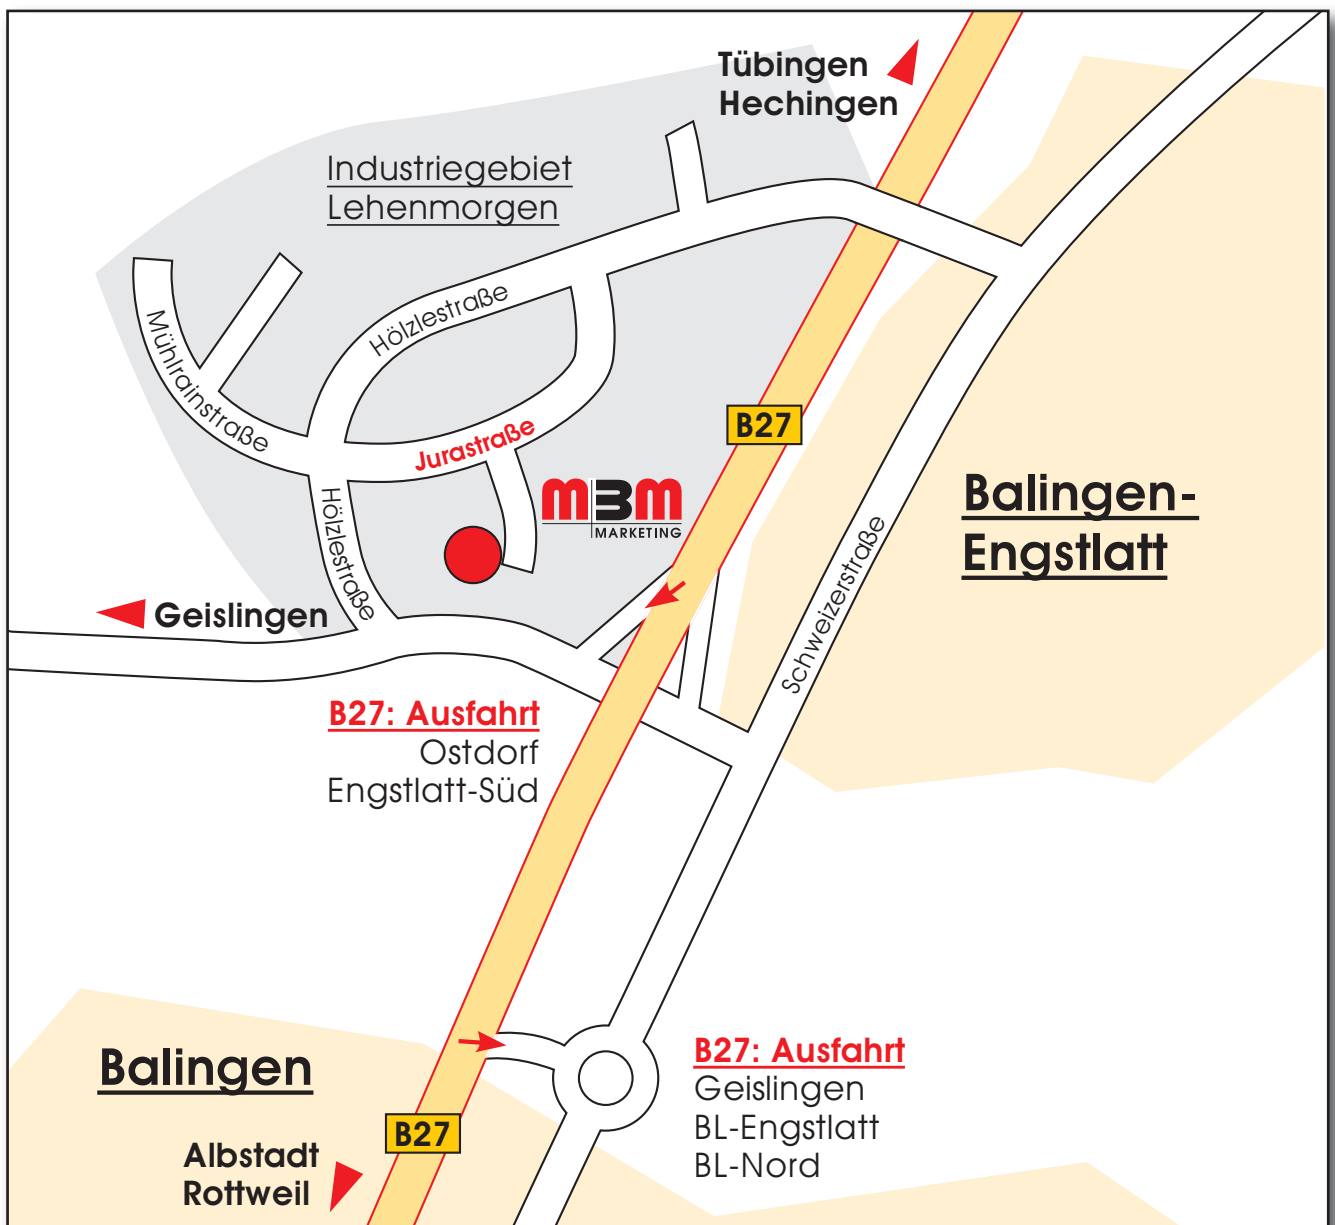 Tübingen
Hechingen
Industriegebiet
Lehenmorgen
Hölzlestraße
Mühlrainstraße
Jurastraße
B27
Hölzlestraße
mBm
MARKETING
Balingen-
Engstlatt
Schweizerstraße
Geislingen
B27: Ausfahrt
Ostdorf
Engstlatt-Süd
Balingen
B27: Ausfahrt
Geislingen
BL-Engstlatt
BL-Nord
B27
Albstadt
Rottweil